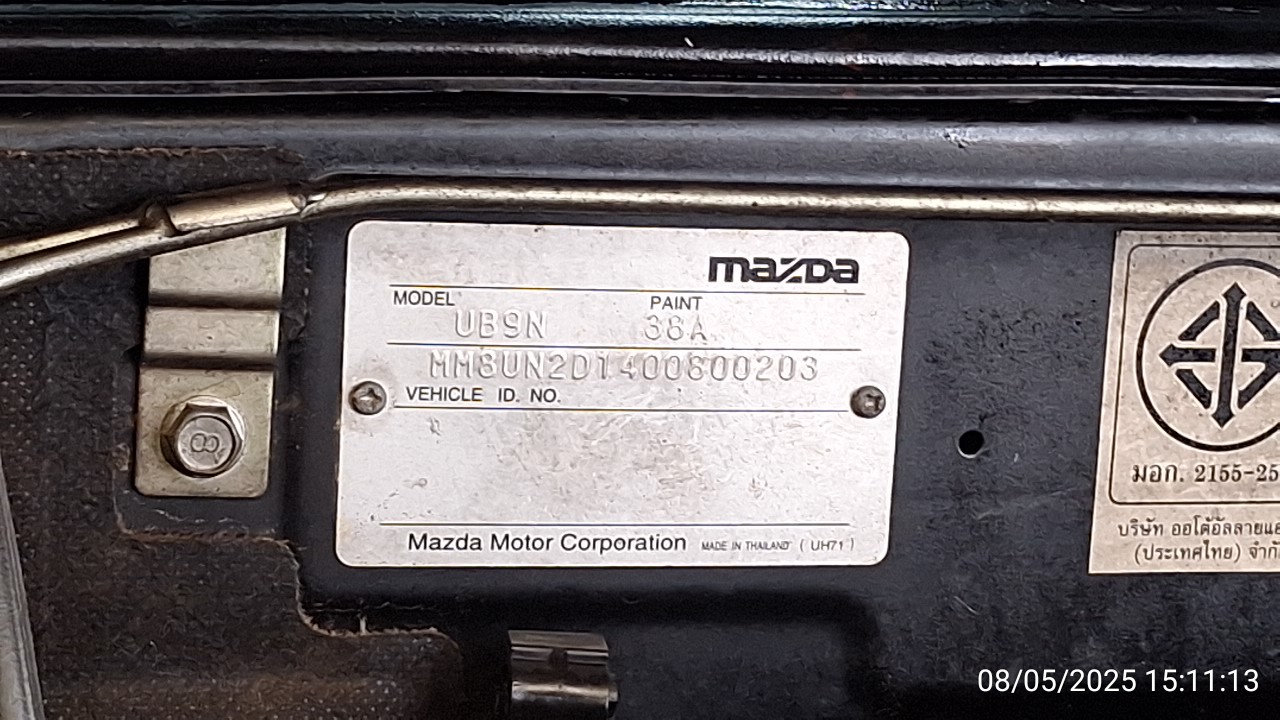 mazda
MODEL PAINT
UB9N 38A
MM8UN2D1400800203
VEHICLE ID. NO.
Mazda Motor Corporation MADE IN THAILAND ( UH71 )
8
มอก. 2155-25
บริษัท ออโต้อัลลายแอ
(ประเทศไทย) จำกั
08/05/2025 15:11:13